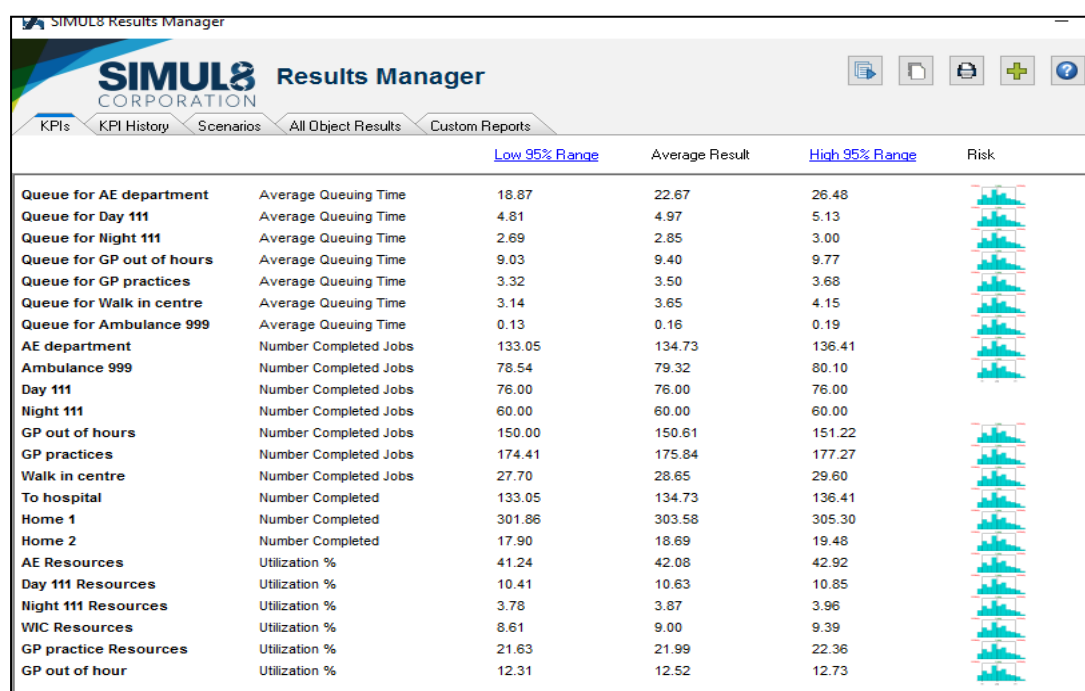 SIMUL8 Results Manager
SIMUL8 Results Manager
CORPORATION
KPIs KPI History Scenarios All Object Results Custom Reports
Low 95% Range Average Result High 95% Range Risk
Queue for AE department Average Queuing Time 18.87 22.67 26.48
Queue for Day 111 Average Queuing Time 4.81 4.97 5.13
Queue for Night 111 Average Queuing Time 2.69 2.85 3.00
Queue for GP out of hours Average Queuing Time 9.03 9.40 9.77
Queue for GP practices Average Queuing Time 3.32 3.50 3.68
Queue for Walk in centre Average Queuing Time 3.14 3.65 4.15
Queue for Ambulance 999 Average Queuing Time 0.13 0.16 0.19
AE department Number Completed Jobs 133.05 134.73 136.41
Ambulance 999 Number Completed Jobs 78.54 79.32 80.10
Day 111 Number Completed Jobs 76.00 76.00 76.00
Night 111 Number Completed Jobs 60.00 60.00 60.00
GP out of hours Number Completed Jobs 150.00 150.61 151.22
GP practices Number Completed Jobs 174.41 175.84 177.27
Walk in centre Number Completed Jobs 27.70 28.65 29.60
To hospital Number Completed 133.05 134.73 136.41
Home 1 Number Completed 301.86 303.58 305.30
Home 2 Number Completed 17.90 18.69 19.48
AE Resources Utilization % 41.24 42.08 42.92
Day 111 Resources Utilization % 10.41 10.63 10.85
Night 111 Resources Utilization % 3.78 3.87 3.96
WIC Resources Utilization % 8.61 9.00 9.39
GP practice Resources Utilization % 21.63 21.99 22.36
GP out of hour Utilization % 12.31 12.52 12.73